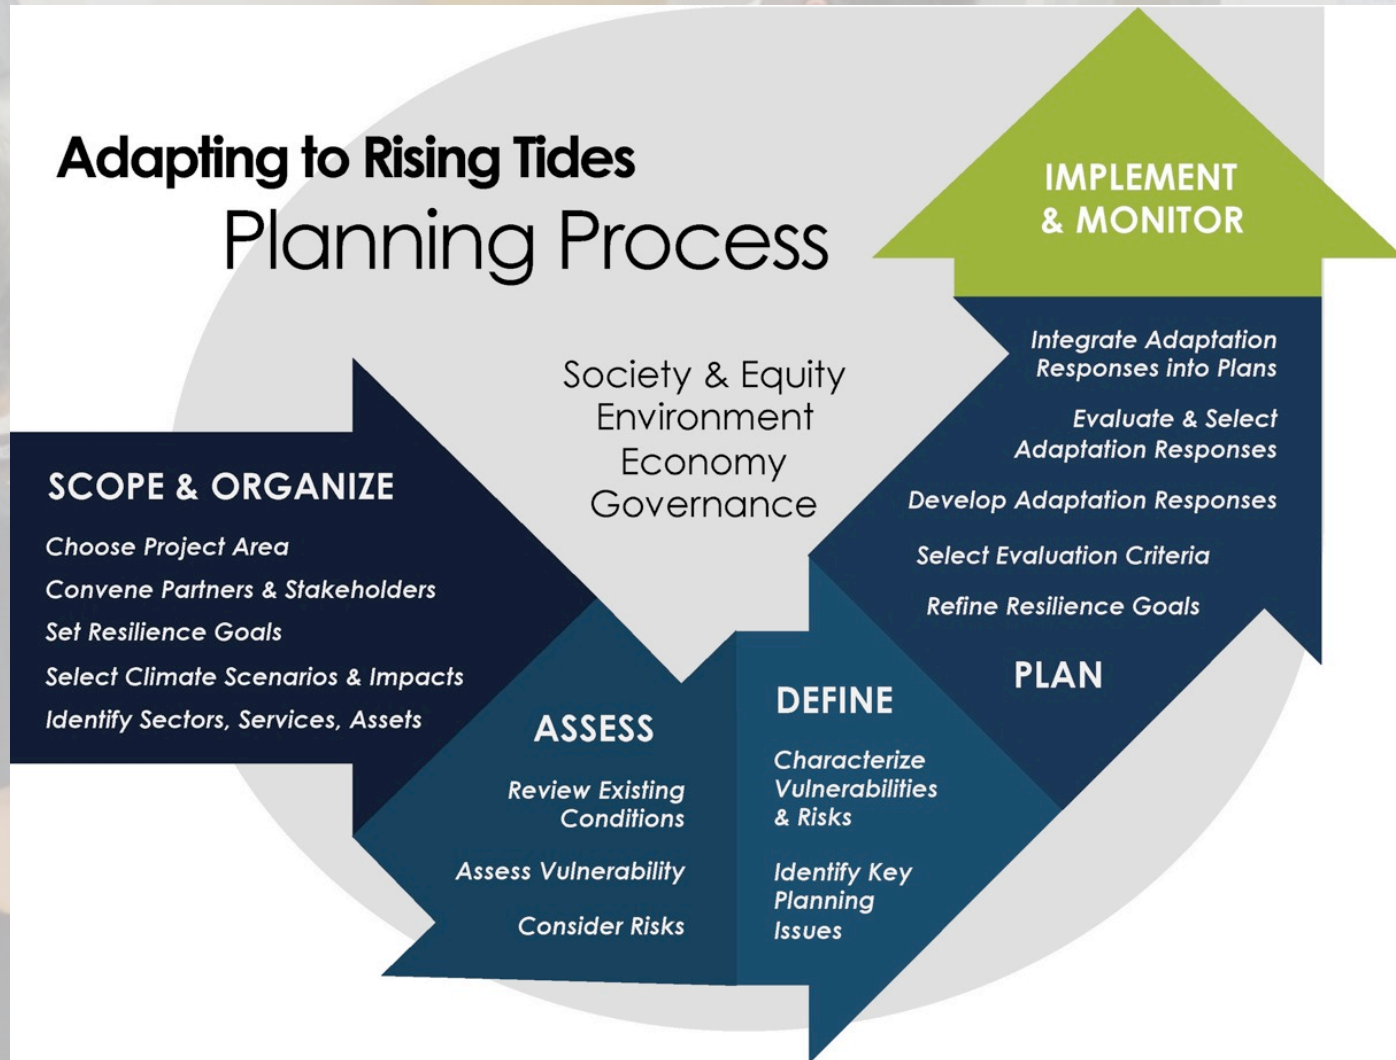 Adapting to Rising Tides
Planning Process
Society & Equity
Environment
Economy
Governance
SCOPE & ORGANIZE
Choose Project Area
Convene Partners & Stakeholders
Set Resilience Goals
Select Climate Scenarios & Impacts
Identify Sectors, Services, Assets
ASSESS
Review Existing
Conditions
Assess Vulnerability
Consider Risks
DEFINE
Characterize
Vulnerabilities
& Risks
Identify Key
Planning
Issues
IMPLEMENT
& MONITOR
Integrate Adaptation
Responses into Plans
Evaluate & Select
Adaptation Responses
Develop Adaptation Responses
Select Evaluation Criteria
Refine Resilience Goals
PLAN